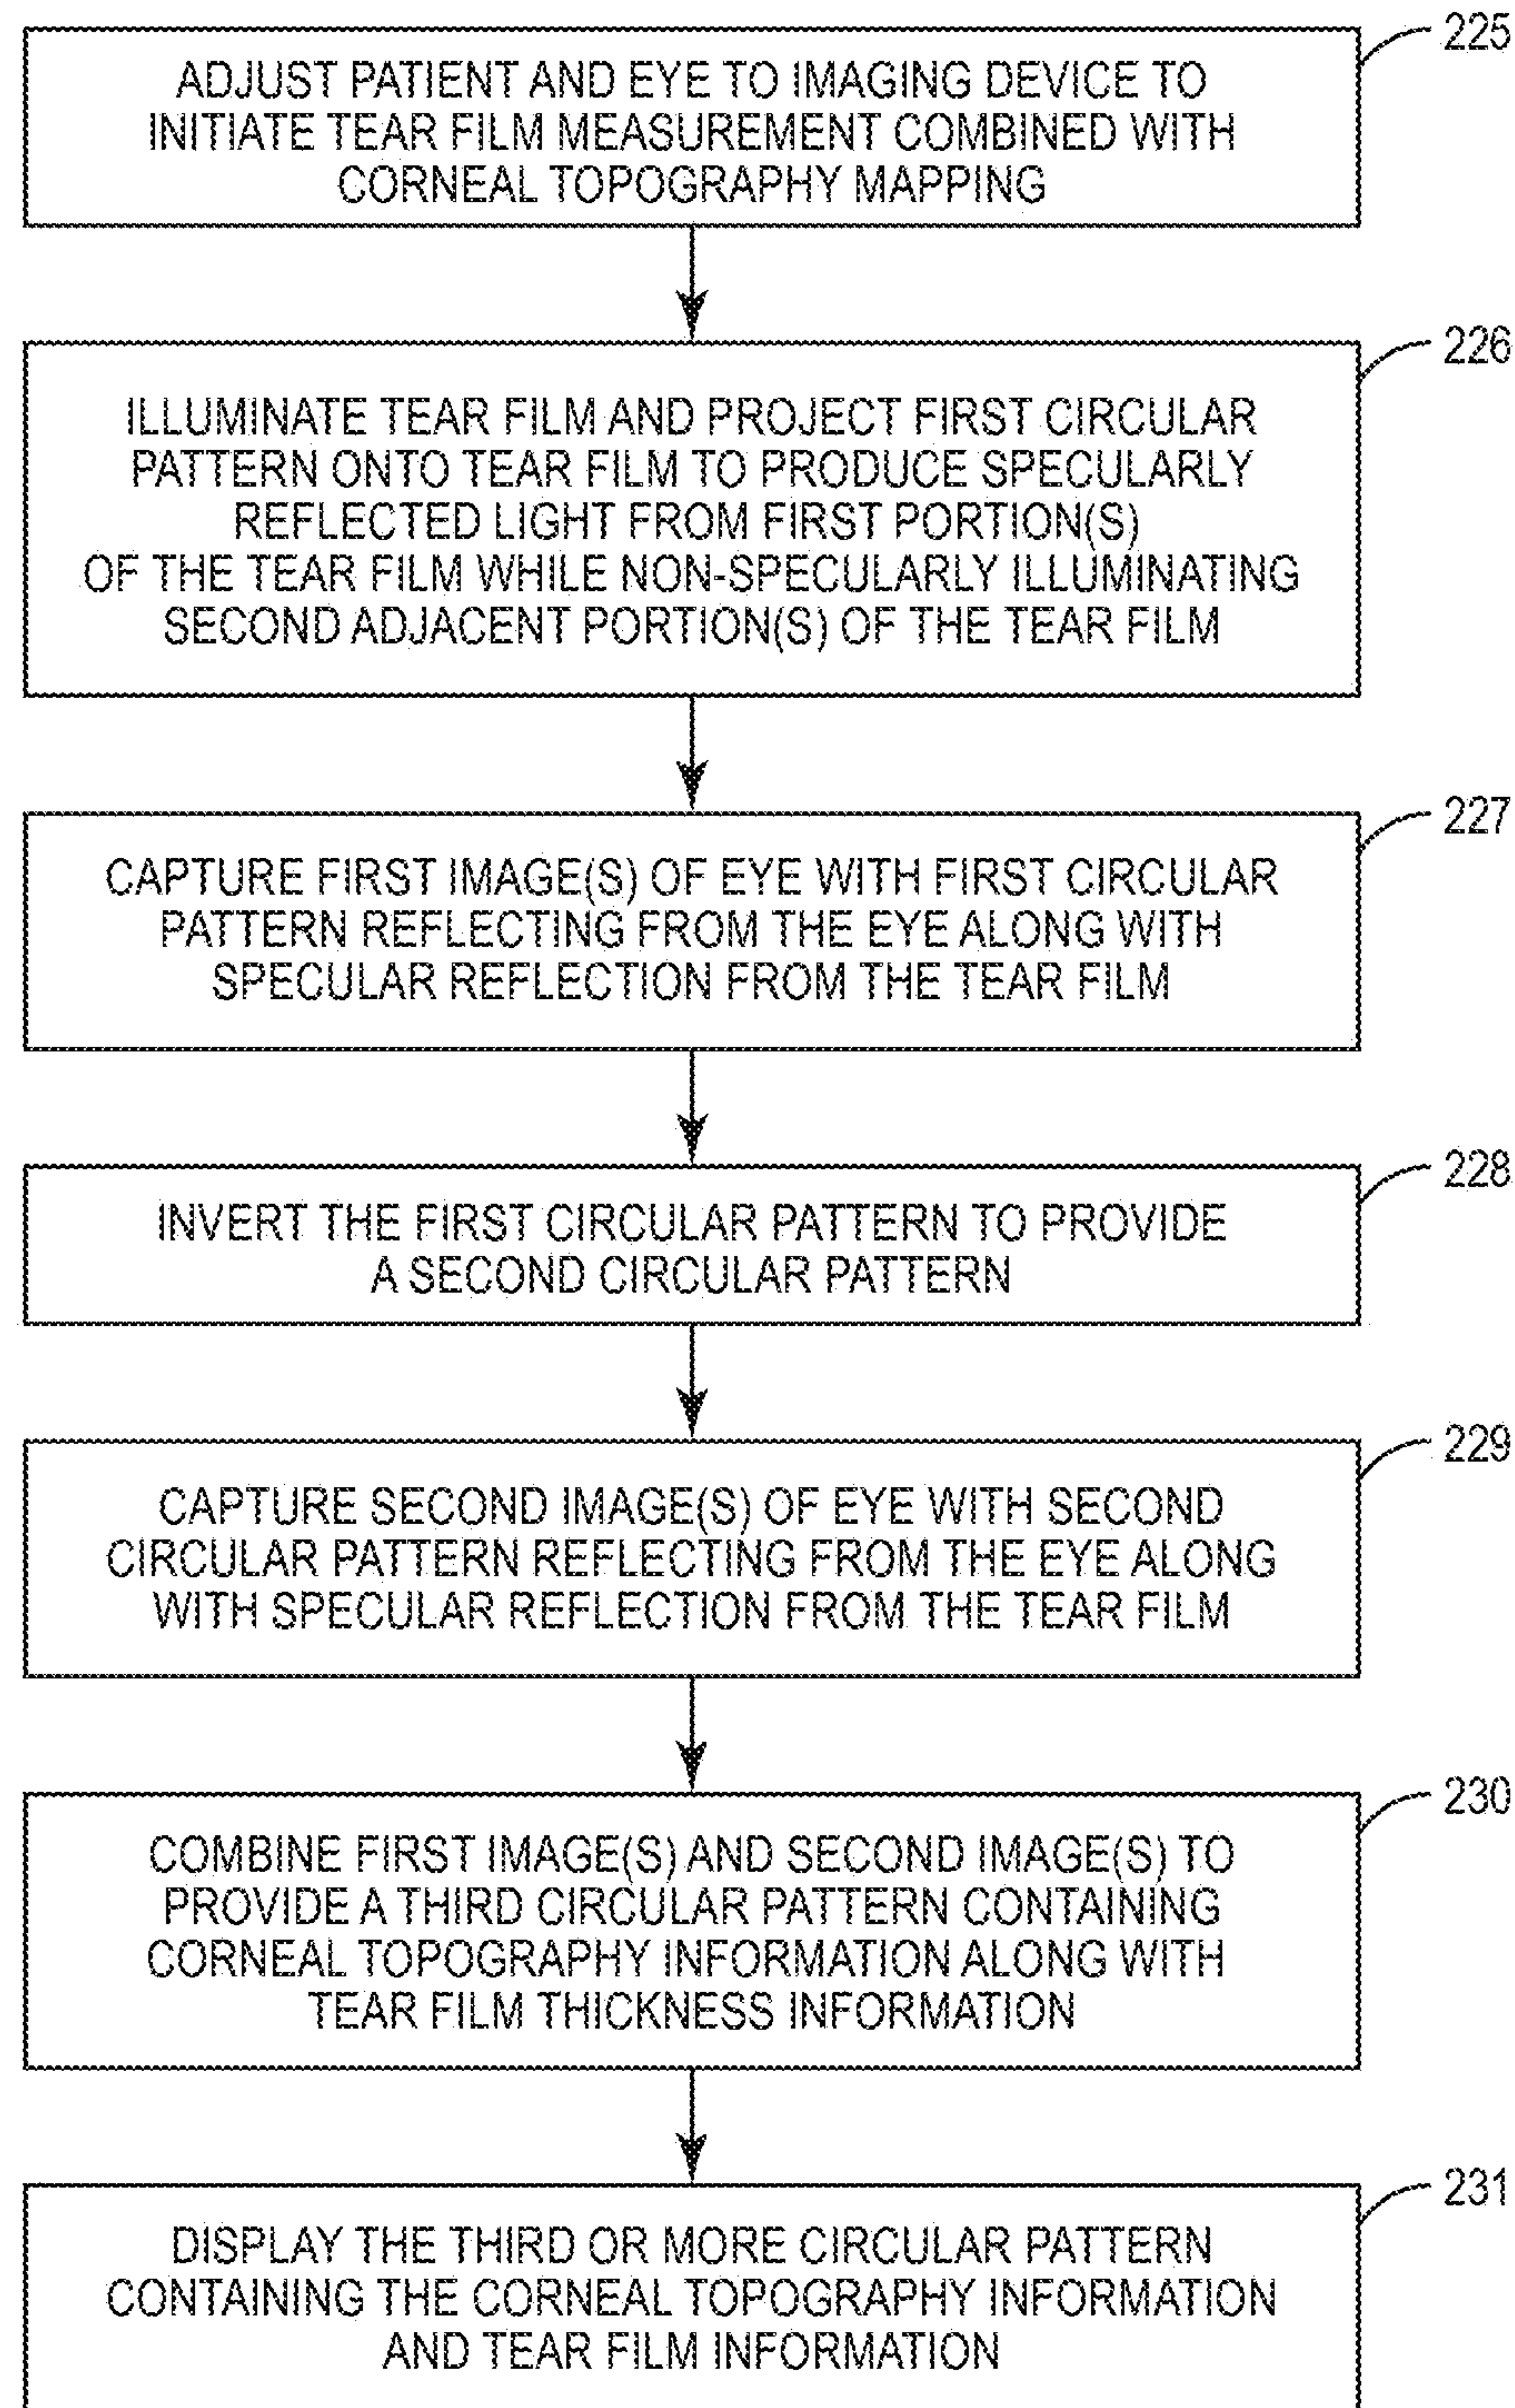 225
ADJUST PATIENT AND EYE TO IMAGING DEVICE TO
INITIATE TEAR FILM MEASUREMENT COMBINED WITH
CORNEAL TOPOGRAPHY MAPPING
226
ILLUMINATE TEAR FILM AND PROJECT FIRST CIRCULAR
PATTERN ONTO TEAR FILM TO PRODUCE SPECULARLY
REFLECTED LIGHT FROM FIRST PORTION(S)
OF THE TEAR FILM WHILE NON-SPECULARLY ILLUMINATING
SECOND ADJACENT PORTION(S) OF THE TEAR FILM
227
CAPTURE FIRST IMAGE(S) OF EYE WITH FIRST CIRCULAR
PATTERN REFLECTING FROM THE EYE ALONG WITH
SPECULAR REFLECTION FROM THE TEAR FILM
228
INVERT THE FIRST CIRCULAR PATTERN TO PROVIDE
A SECOND CIRCULAR PATTERN
229
CAPTURE SECOND IMAGE(S) OF EYE WITH SECOND
CIRCULAR PATTERN REFLECTING FROM THE EYE ALONG
WITH SPECULAR REFLECTION FROM THE TEAR FILM
230
COMBINE FIRST IMAGE(S) AND SECOND IMAGE(S) TO
PROVIDE A THIRD CIRCULAR PATTERN CONTAINING
CORNEAL TOPOGRAPHY INFORMATION ALONG WITH
TEAR FILM THICKNESS INFORMATION
231
DISPLAY THE THIRD OR MORE CIRCULAR PATTERN
CONTAINING THE CORNEAL TOPOGRAPHY INFORMATION
AND TEAR FILM INFORMATION